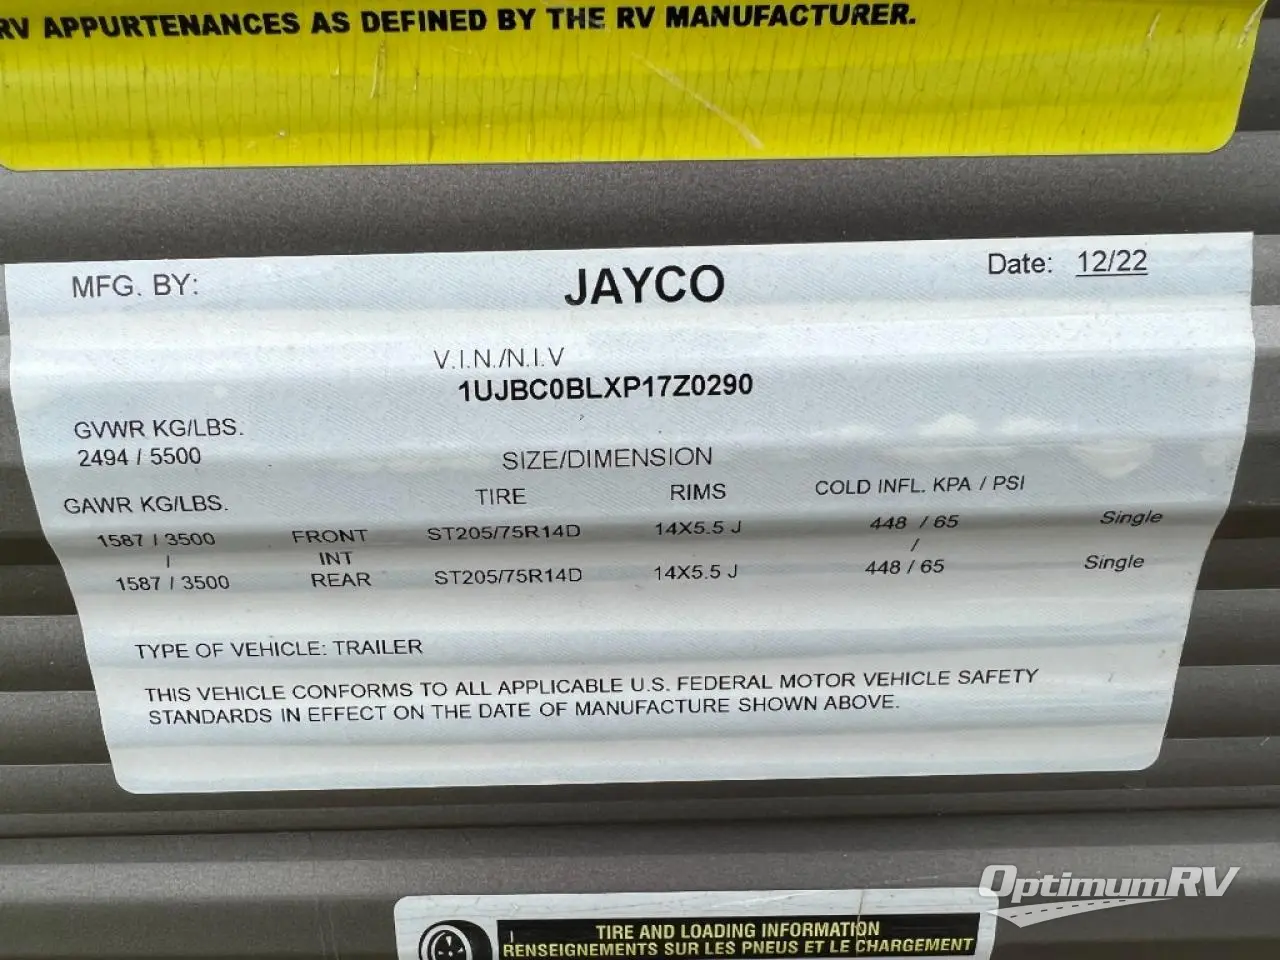 RV APPURTENANCES AS DEFINED BY THE RV MANUFACTURER.
MFG. BY: JAYCO Date: 12/22
V.I.N./N.I.V
1UJBC0BLXP17Z0290
GVWR KG/LBS.
2494 / 5500
SIZE/DIMENSION
GAWR KG/LBS. TIRE RIMS COLD INFL. KPA / PSI
1587 / 3500 FRONT ST205/75R14D 14X5.5 J 448 / 65 Single
/ INT /
1587 / 3500 REAR ST205/75R14D 14X5.5 J 448 / 65 Single
TYPE OF VEHICLE: TRAILER
THIS VEHICLE CONFORMS TO ALL APPLICABLE U.S. FEDERAL MOTOR VEHICLE SAFETY
STANDARDS IN EFFECT ON THE DATE OF MANUFACTURE SHOWN ABOVE.
OptimumRV
TIRE AND LOADING INFORMATION
RENSEIGNEMENTS SUR LES PNEUS ET LE CHARGEMENT